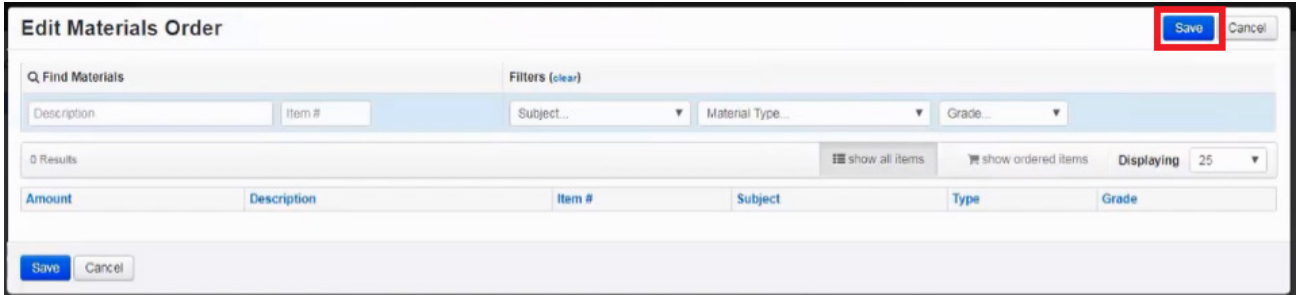 Edit Materials Order Save Cancel
Find Materials Filters (clear)
Description Item # Subject... Material Type... Grade...
0 Results show all items show ordered items Displaying 25
Amount Description Item # Subject Type Grade
Save Cancel